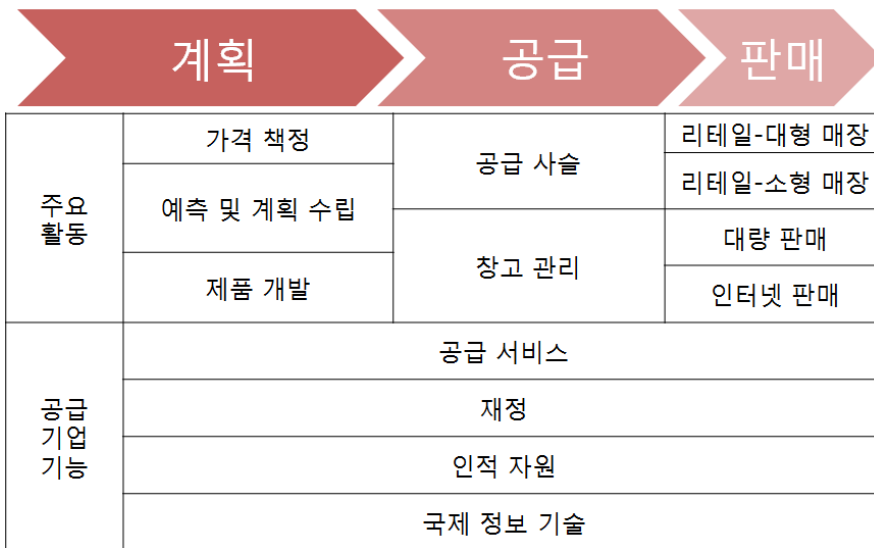 계획
공급
판매
주요
활동
가격 책정
예측 및 계획 수립
제품 개발
공급 사슬
창고 관리
리테일-대형 매장
리테일-소형 매장
대량 판매
인터넷 판매
공급
기업
기능
공급 서비스
재정
인적 자원
국제 정보 기술